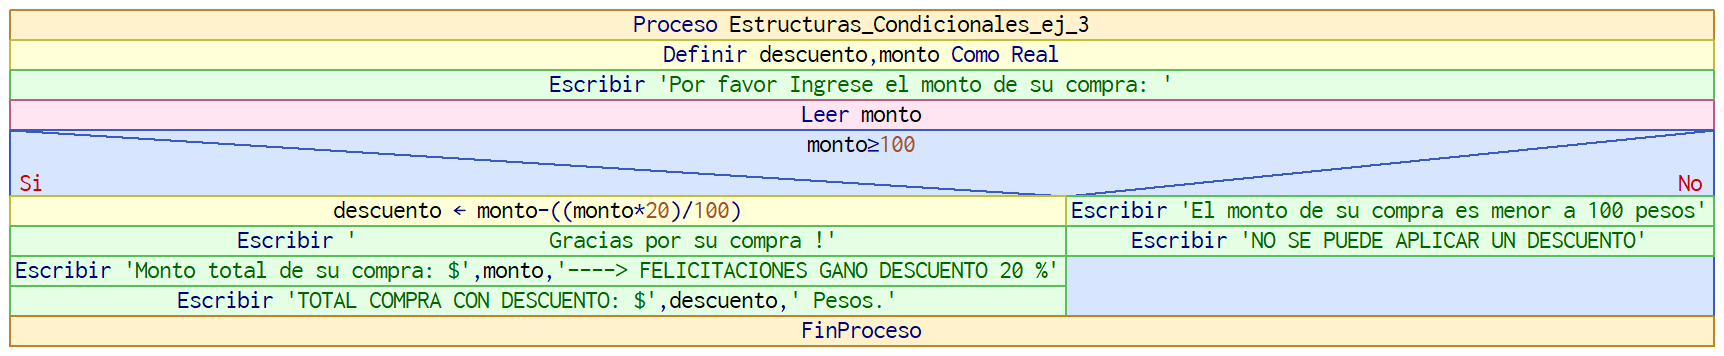 Proceso Estructuras_Condicionales_ej_3
Definir descuento,monto Como Real
Escribir 'Por favor Ingrese el monto de su compra: '
Leer monto
monto≥100
Si
No
descuento ← monto-((monto*20)/100)
Escribir '                Gracias por su compra !'
Escribir 'Monto total de su compra: $',monto,'----> FELICITACIONES GANO DESCUENTO 20 %'
Escribir 'TOTAL COMPRA CON DESCUENTO: $',descuento,' Pesos.'
Escribir 'El monto de su compra es menor a 100 pesos'
Escribir 'NO SE PUEDE APLICAR UN DESCUENTO'
FinProceso